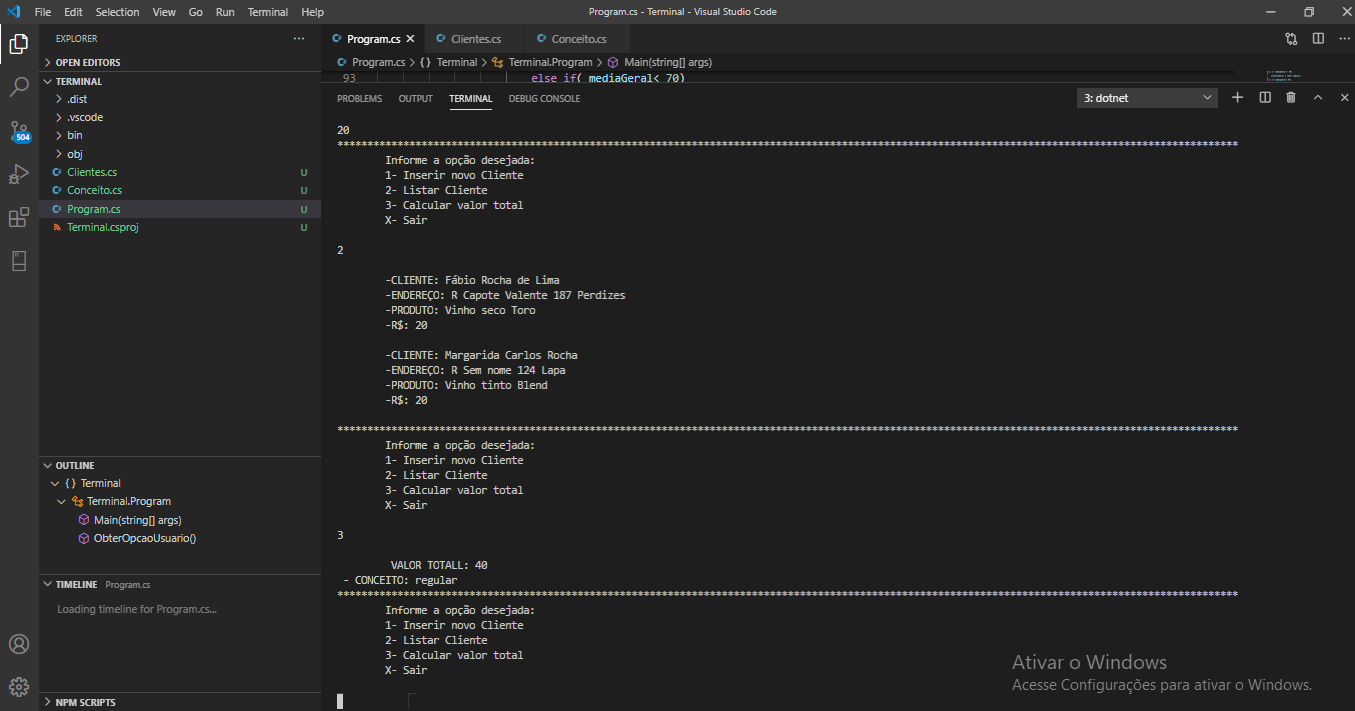 File Edit Selection View Go Run Terminal Help
Program.cs - Terminal - Visual Studio Code
EXPLORER
OPEN EDITORS
TERMINAL
.dist
.vscode
bin
obj
Clientes.cs U
Conceito.cs U
Program.cs U
Terminal.csproj U
504
OUTLINE
{ } Terminal
Terminal.Program
Main(string[] args)
ObterOpcaoUsuario()
TIMELINE Program.cs
Loading timeline for Program.cs...
NPM SCRIPTS
Program.cs Clientes.cs Conceito.cs
Program.cs > { } Terminal > Terminal.Program > Main(string[] args)
93 else if( mediaGeral< 70)
PROBLEMS OUTPUT TERMINAL DEBUG CONSOLE 3: dotnet
20
******************************************************************************************************************************************************
Informe a opção desejada:
1- Inserir novo Cliente
2- Listar Cliente
3- Calcular valor total
X- Sair
2
-CLIENTE: Fábio Rocha de Lima
-ENDEREÇO: R Capote Valente 187 Perdizes
-PRODUTO: Vinho seco Toro
-R$: 20
-CLIENTE: Margarida Carlos Rocha
-ENDEREÇO: R Sem nome 124 Lapa
-PRODUTO: Vinho tinto Blend
-R$: 20
******************************************************************************************************************************************************
Informe a opção desejada:
1- Inserir novo Cliente
2- Listar Cliente
3- Calcular valor total
X- Sair
3
VALOR TOTALL: 40
- CONCEITO: regular
******************************************************************************************************************************************************
Informe a opção desejada:
1- Inserir novo Cliente
2- Listar Cliente
3- Calcular valor total
X- Sair
Ativar o Windows
Acesse Configurações para ativar o Windows.